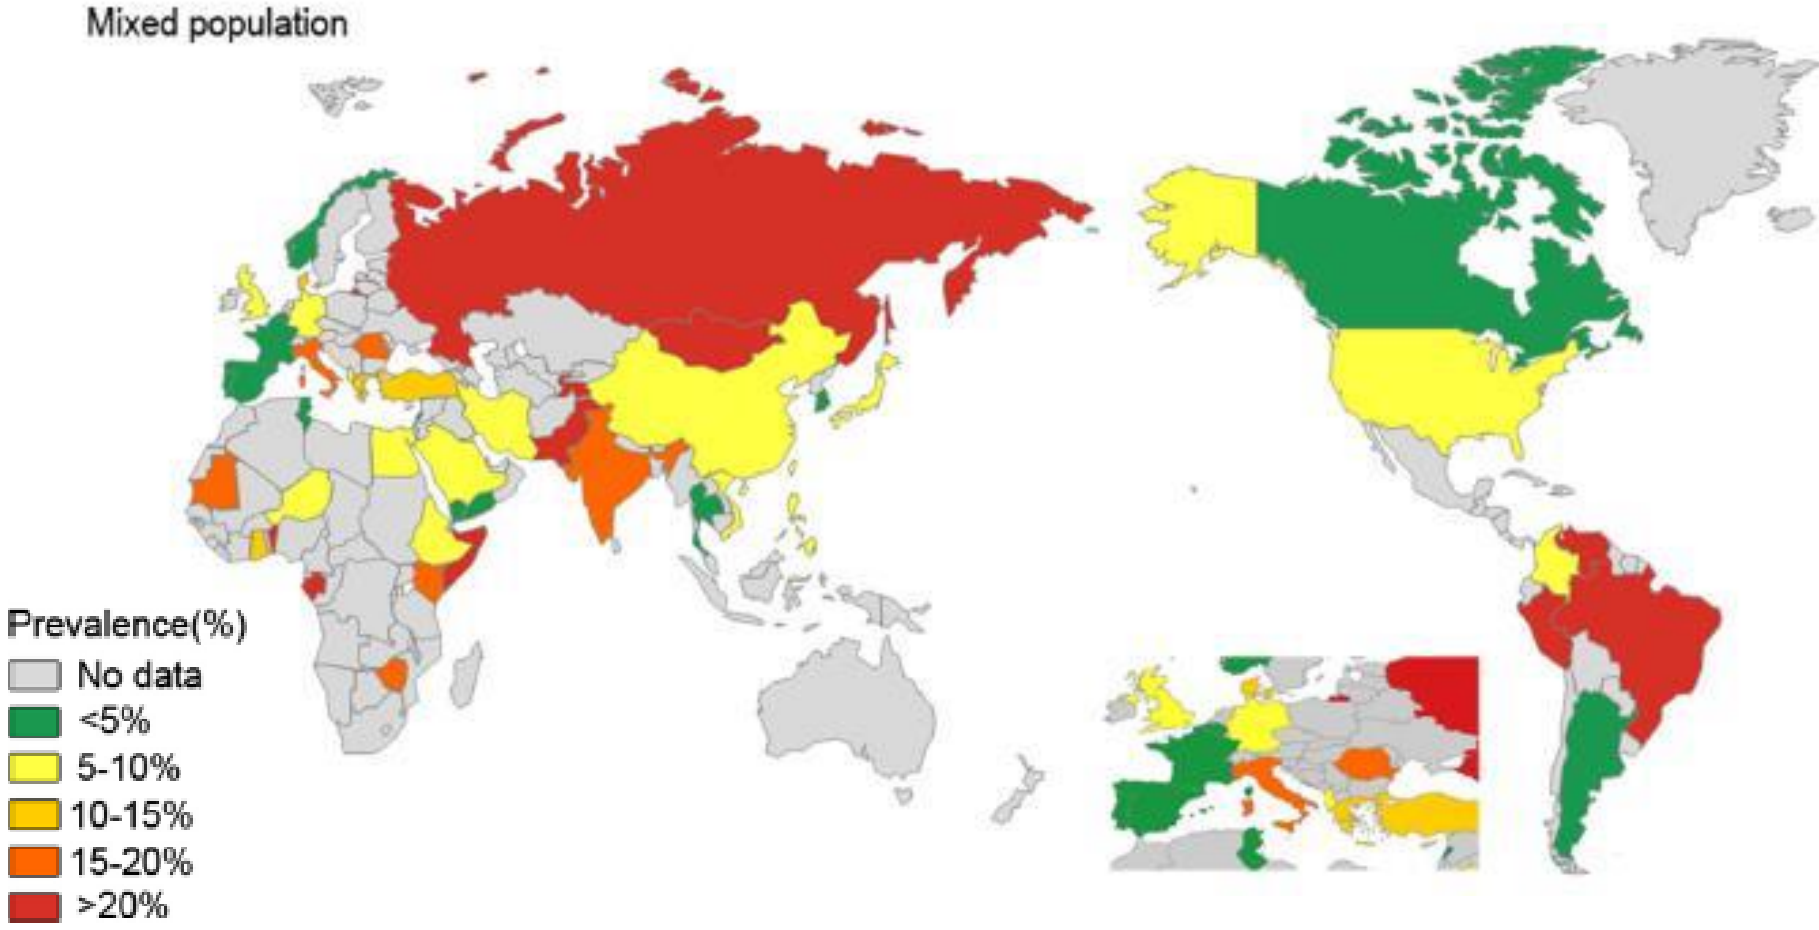 Mixed population
Prevalence(%)
No data
<5%
5-10%
10-15%
15-20%
>20%